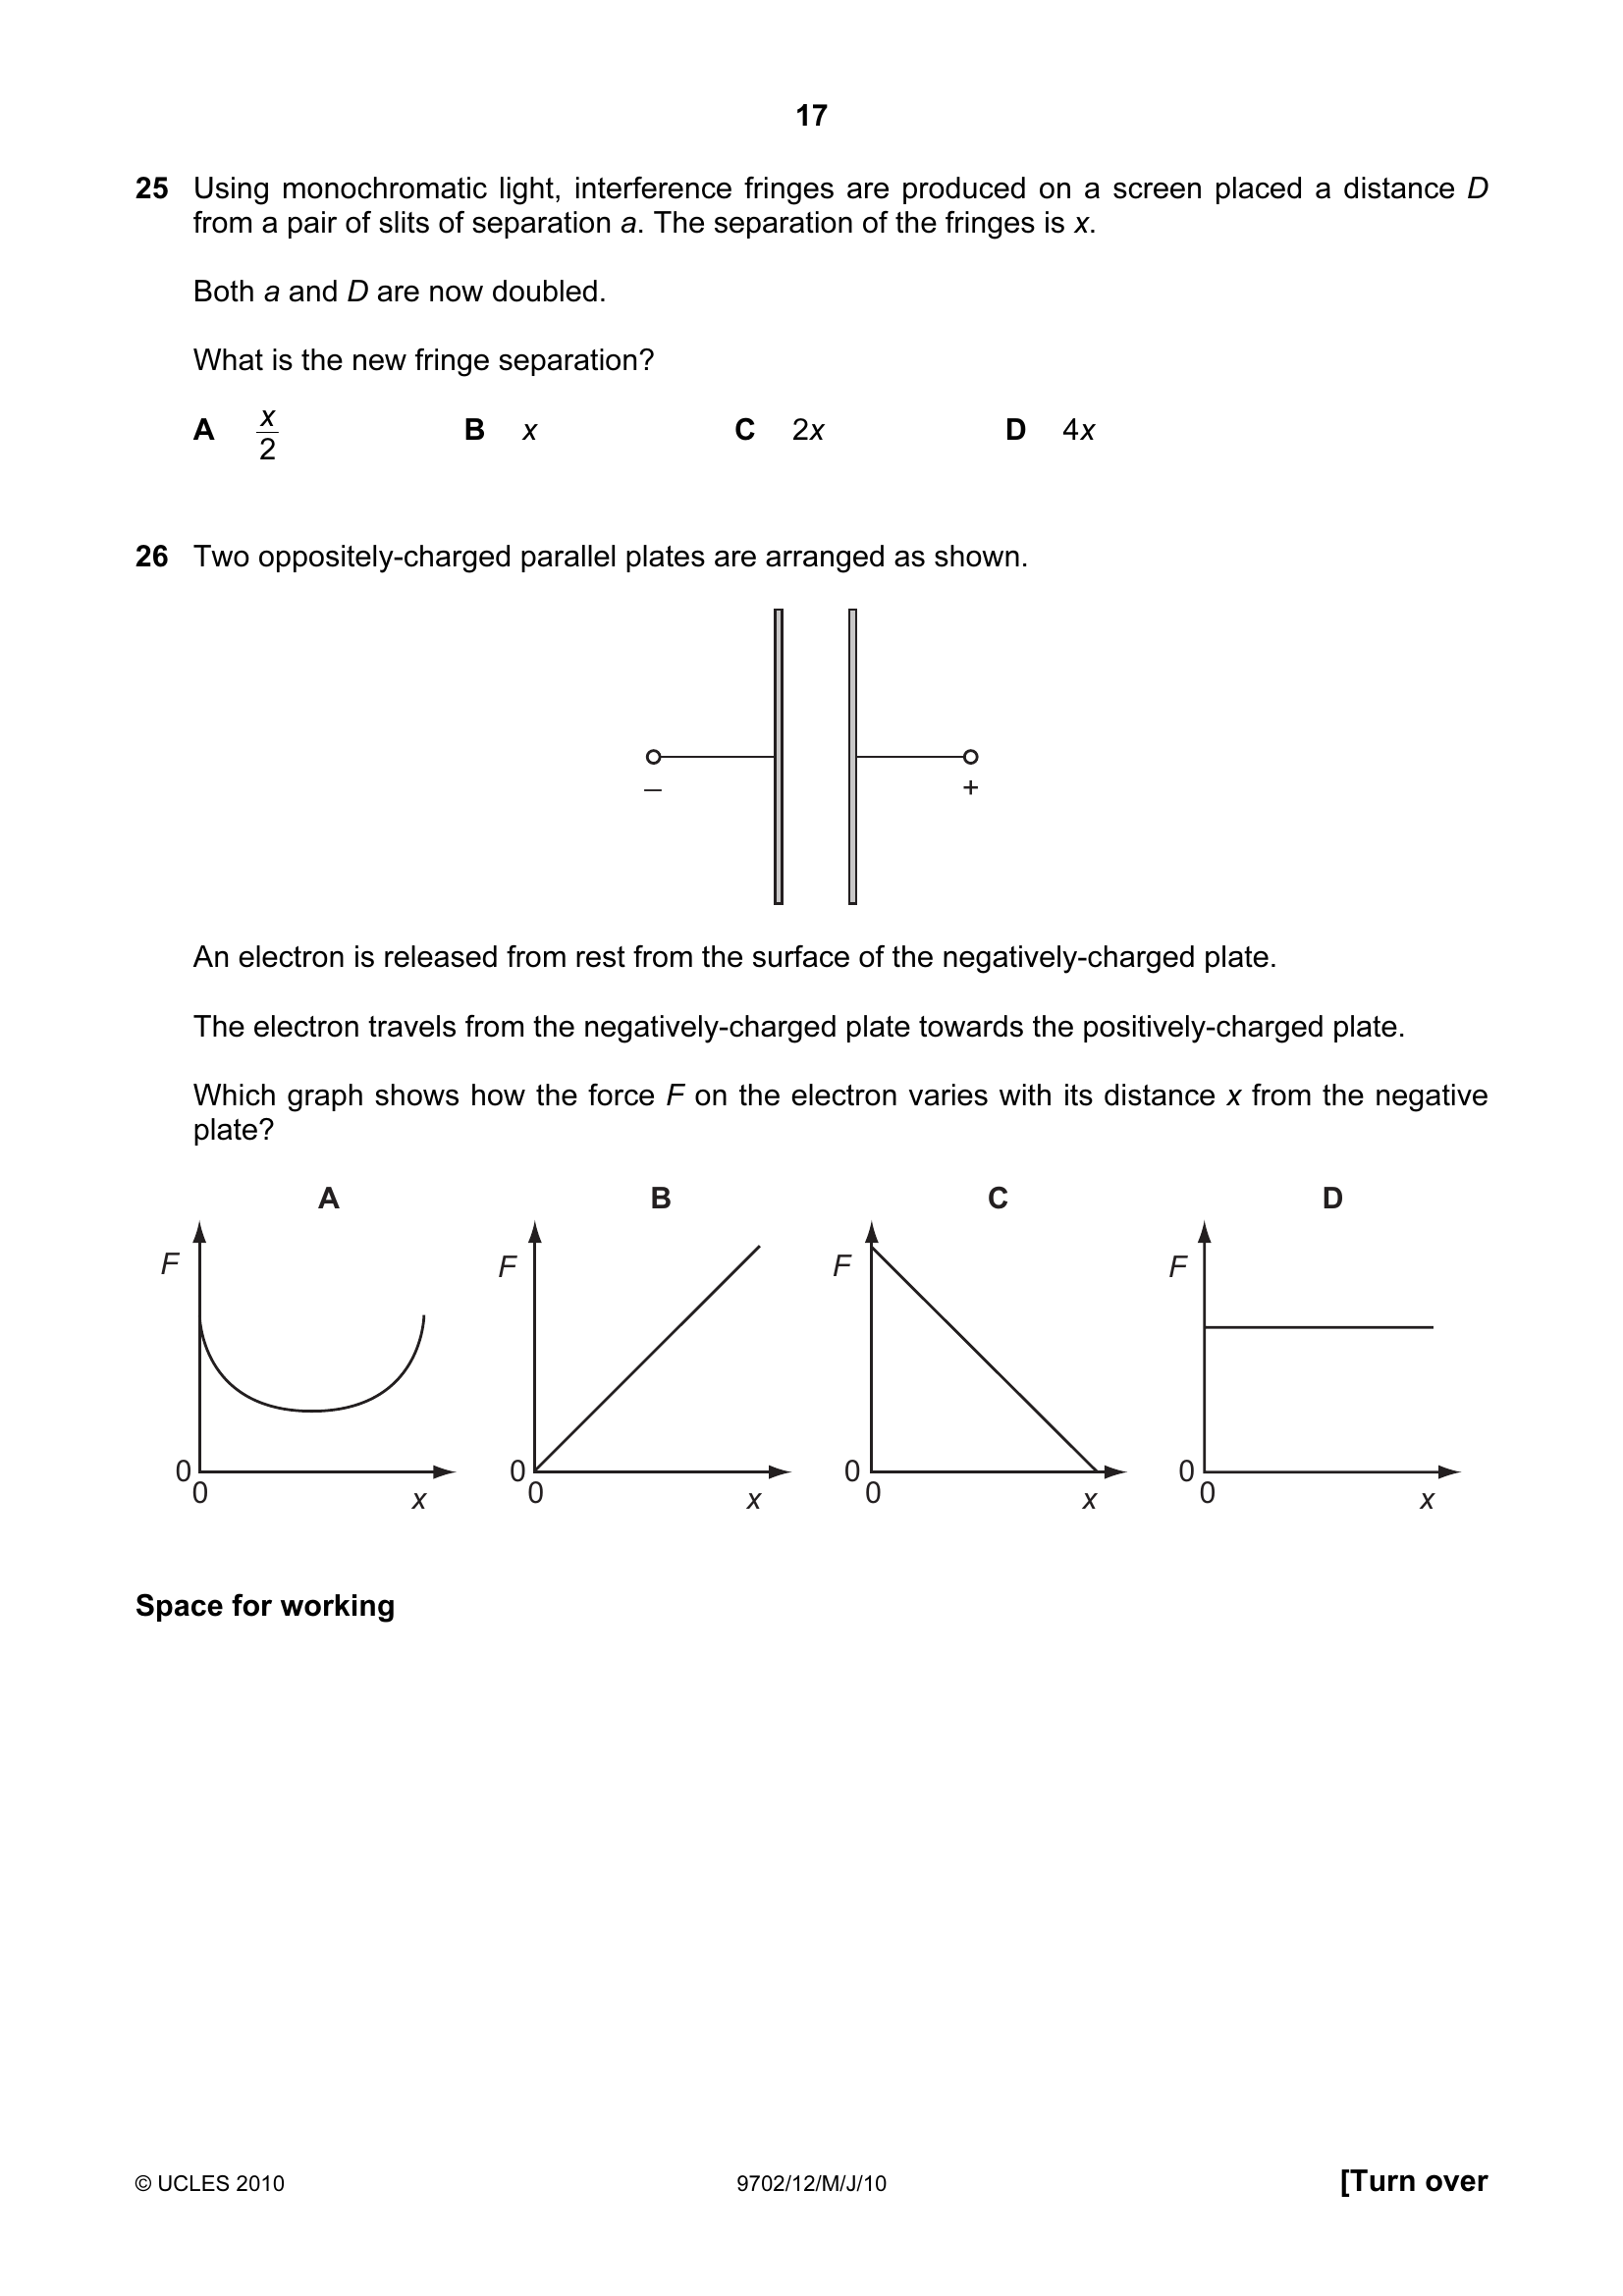 17
25 Using monochromatic light, interference fringes are produced on a screen placed a distance D
from a pair of slits of separation a. The separation of the fringes is x.
Both a and D are now doubled.
What is the new fringe separation?
A x/2 B x C 2x D 4x
26 Two oppositely-charged parallel plates are arranged as shown.
– +
An electron is released from rest from the surface of the negatively-charged plate.
The electron travels from the negatively-charged plate towards the positively-charged plate.
Which graph shows how the force F on the electron varies with its distance x from the negative
plate?
A B C D
F F F F
0 0 0 0
0 x 0 x 0 x 0 x
Space for working
© UCLES 2010 9702/12/M/J/10 [Turn over